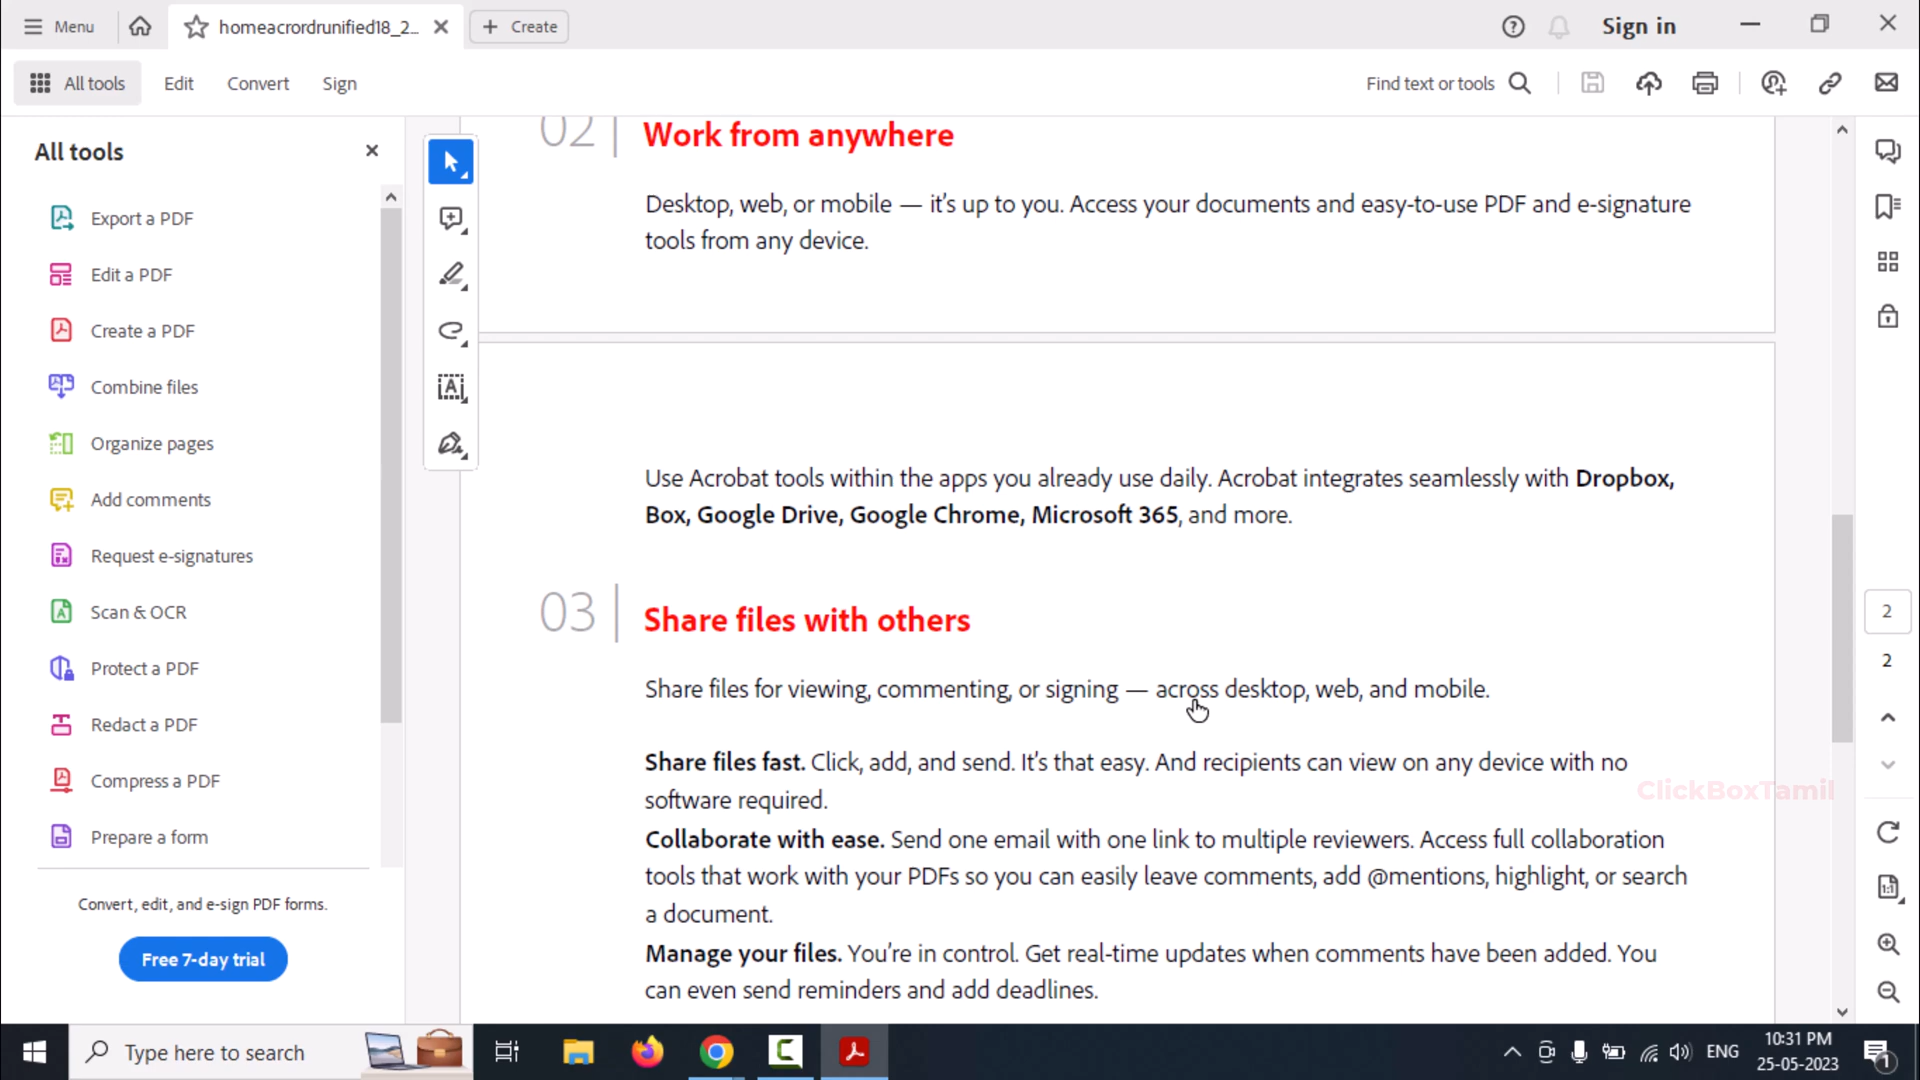 Menu
homeacrordrunified18_2...
Create
Sign in
All tools
Edit
Convert
Sign
Find text or tools
All tools
Export a PDF
Edit a PDF
Create a PDF
Combine files
Organize pages
Add comments
Request e-signatures
Scan & OCR
Protect a PDF
Redact a PDF
Compress a PDF
Prepare a form
Convert, edit, and e-sign PDF forms.
Free 7-day trial
02 Work from anywhere
Desktop, web, or mobile — it's up to you. Access your documents and easy-to-use PDF and e-signature
tools from any device.
Use Acrobat tools within the apps you already use daily. Acrobat integrates seamlessly with Dropbox,
Box, Google Drive, Google Chrome, Microsoft 365, and more.
03 Share files with others
Share files for viewing, commenting, or signing — across desktop, web, and mobile.
Share files fast. Click, add, and send. It's that easy. And recipients can view on any device with no
software required.
Collaborate with ease. Send one email with one link to multiple reviewers. Access full collaboration
tools that work with your PDFs so you can easily leave comments, add @mentions, highlight, or search
a document.
Manage your files. You're in control. Get real-time updates when comments have been added. You
can even send reminders and add deadlines.
ClickBoxTamil
2
2
1:1
Type here to search
ENG
10:31 PM
25-05-2023
1